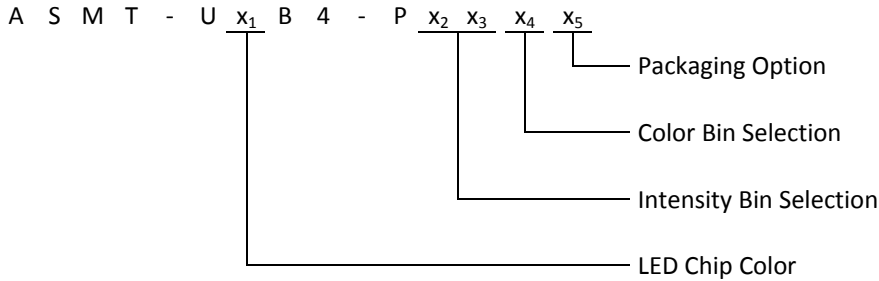 A S M T - U x₁ B 4 - P x₂ x₃ x₄ x₅
Packaging Option
Color Bin Selection
Intensity Bin Selection
LED Chip Color